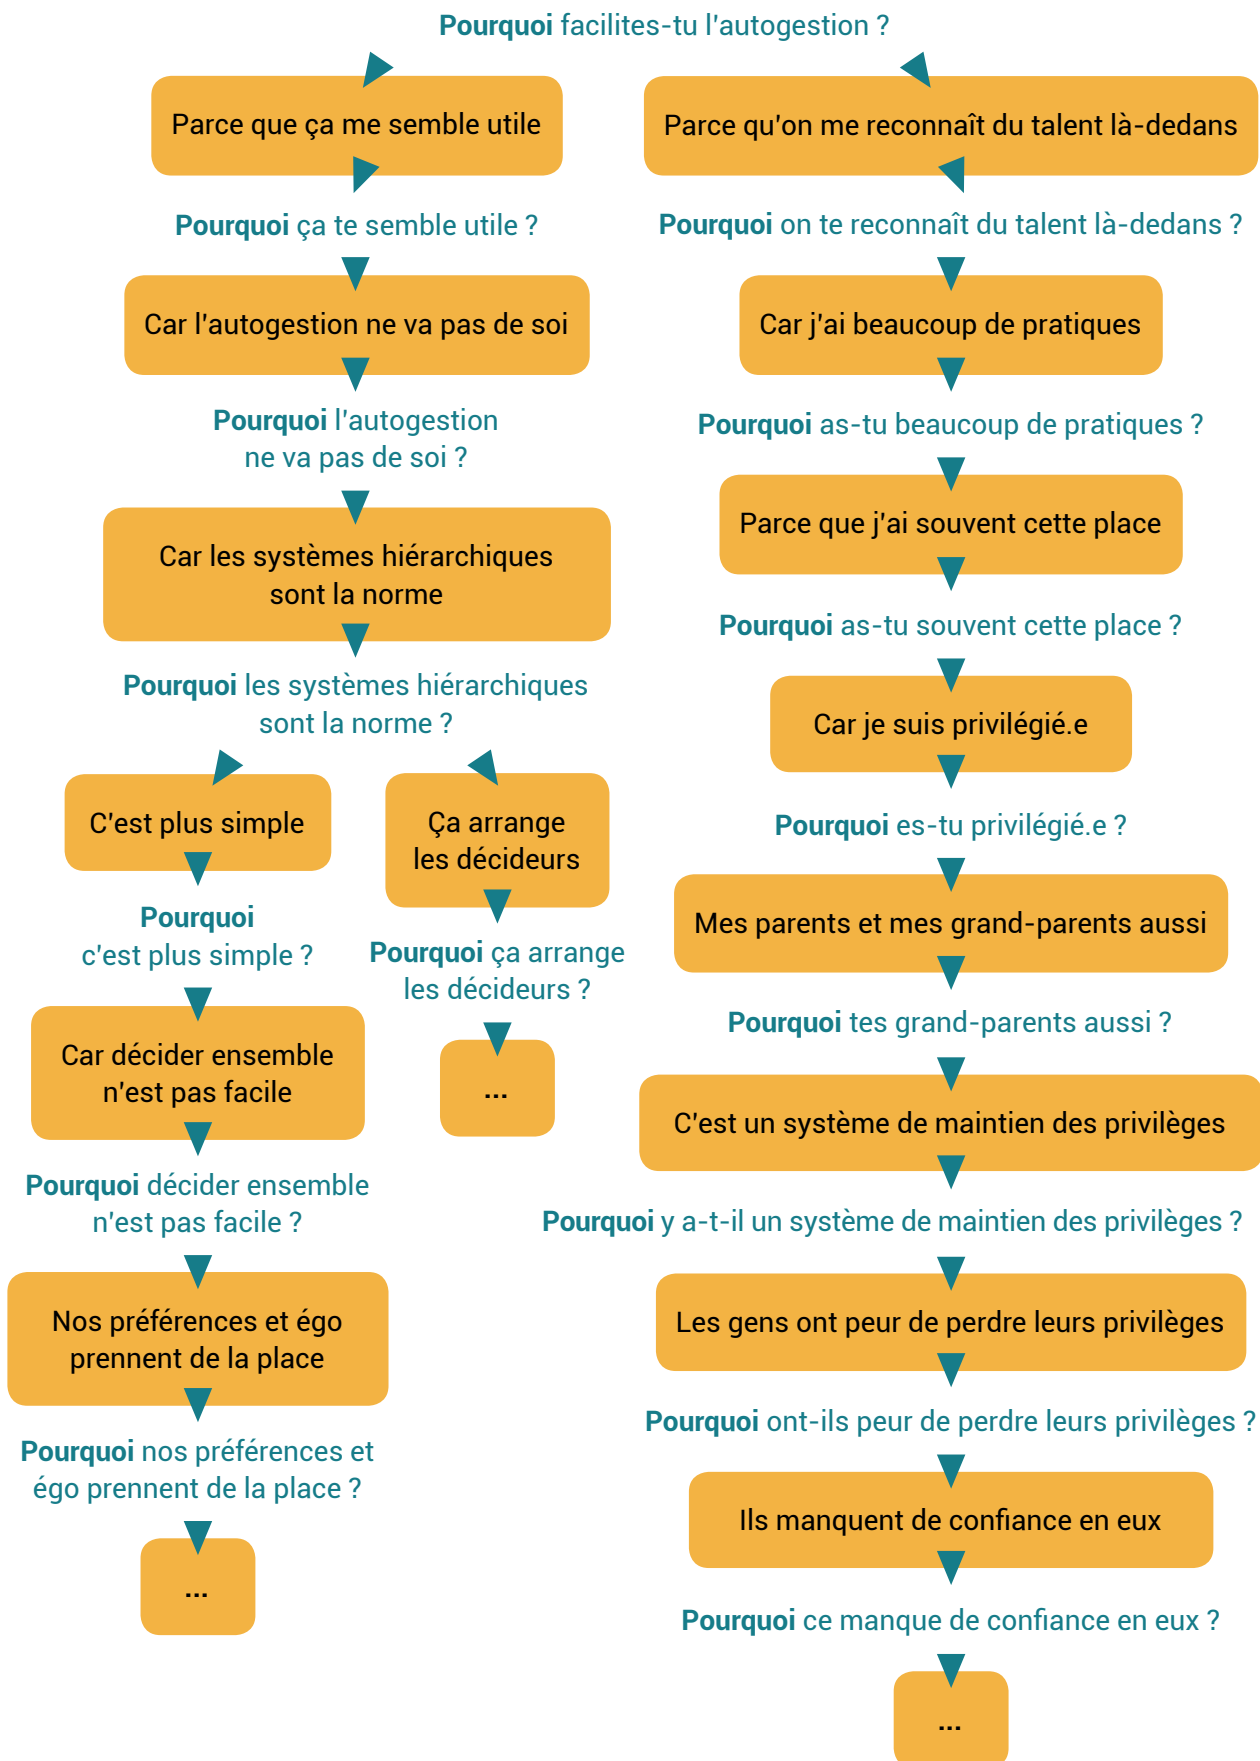 Pourquoi facilites-tu l'autogestion ?
Parce que ça me semble utile
Pourquoi ça te semble utile ?
Car l'autogestion ne va pas de soi
Pourquoi l'autogestion
ne va pas de soi ?
Car les systèmes hiérarchiques
sont la norme
Pourquoi les systèmes hiérarchiques
sont la norme ?
C'est plus simple
Pourquoi
c'est plus simple ?
Car décider ensemble
n'est pas facile
Pourquoi décider ensemble
n'est pas facile ?
Nos préférences et égo
prennent de la place
Pourquoi nos préférences et
égo prennent de la place ?
...
Ça arrange
les décideurs
Pourquoi ça arrange
les décideurs ?
...
Parce qu'on me reconnaît du talent là-dedans
Pourquoi on te reconnaît du talent là-dedans ?
Car j'ai beaucoup de pratiques
Pourquoi as-tu beaucoup de pratiques ?
Parce que j'ai souvent cette place
Pourquoi as-tu souvent cette place ?
Car je suis privilégié.e
Pourquoi es-tu privilégié.e ?
Mes parents et mes grand-parents aussi
Pourquoi tes grand-parents aussi ?
C'est un système de maintien des privilèges
Pourquoi y a-t-il un système de maintien des privilèges ?
Les gens ont peur de perdre leurs privilèges
Pourquoi ont-ils peur de perdre leurs privilèges ?
Ils manquent de confiance en eux
Pourquoi ce manque de confiance en eux ?
...